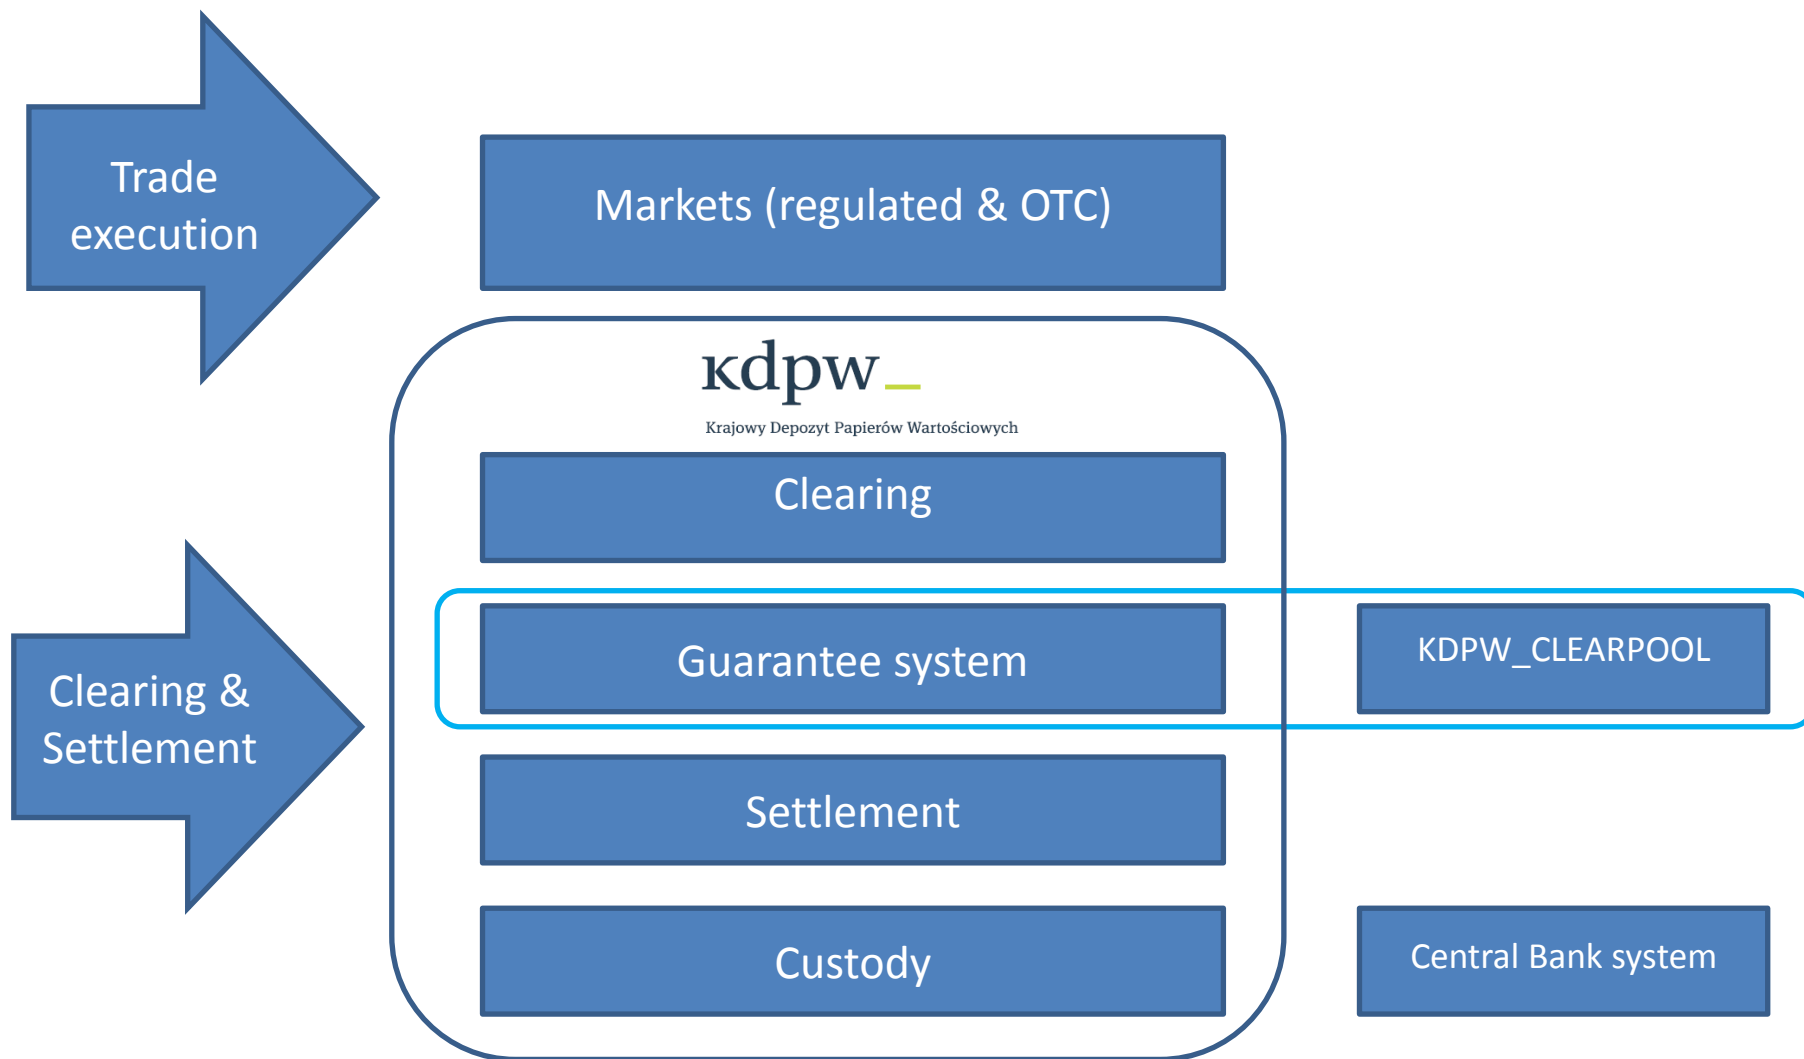 Trade
execution
Markets (regulated & OTC)
kdpw_
Krajowy Depozyt Papierów Wartościowych
Clearing
Clearing &
Settlement
Guarantee system
KDPW_CLEARPOOL
Settlement
Custody
Central Bank system